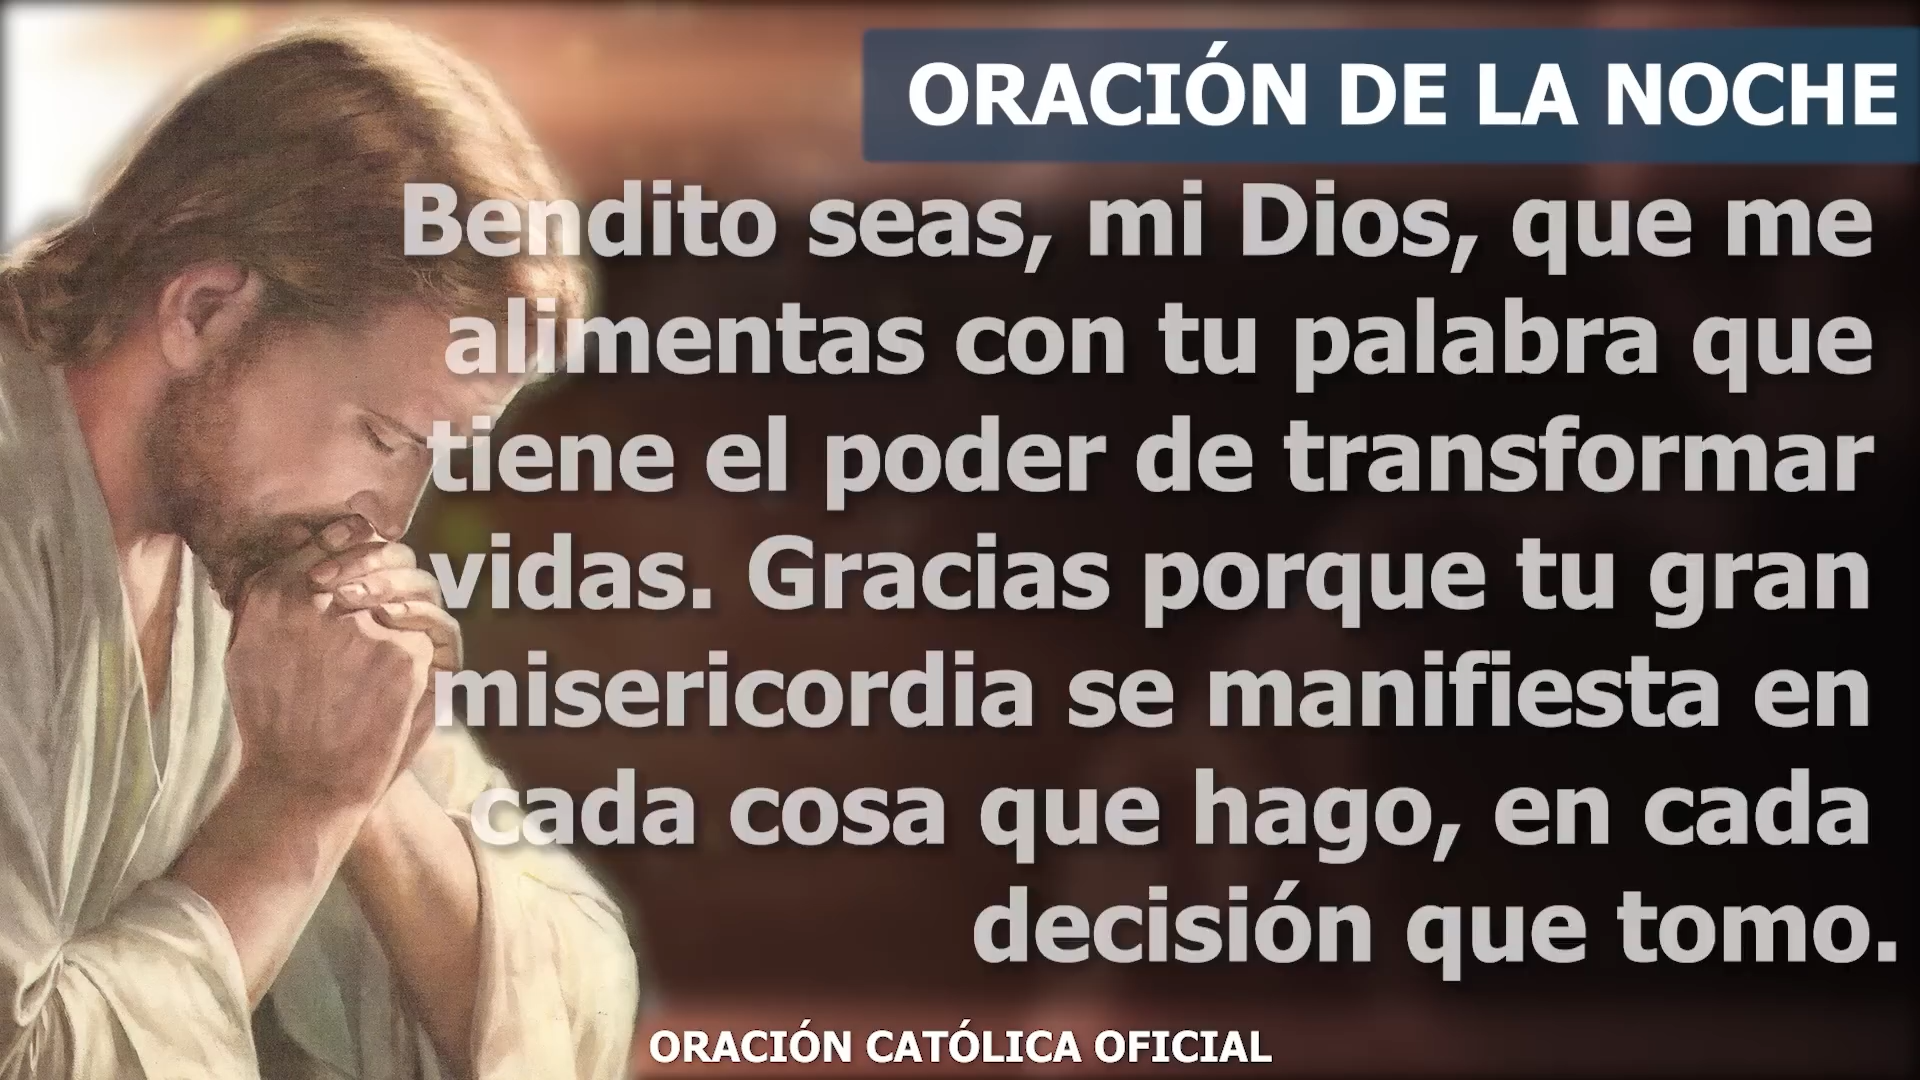 ORACIÓN DE LA NOCHE
Bendito seas, mi Dios, que me
alimentas con tu palabra que
tiene el poder de transformar
vidas. Gracias porque tu gran
misericordia se manifiesta en
cada cosa que hago, en cada
decisión que tomo.
ORACIÓN CATÓLICA OFICIAL